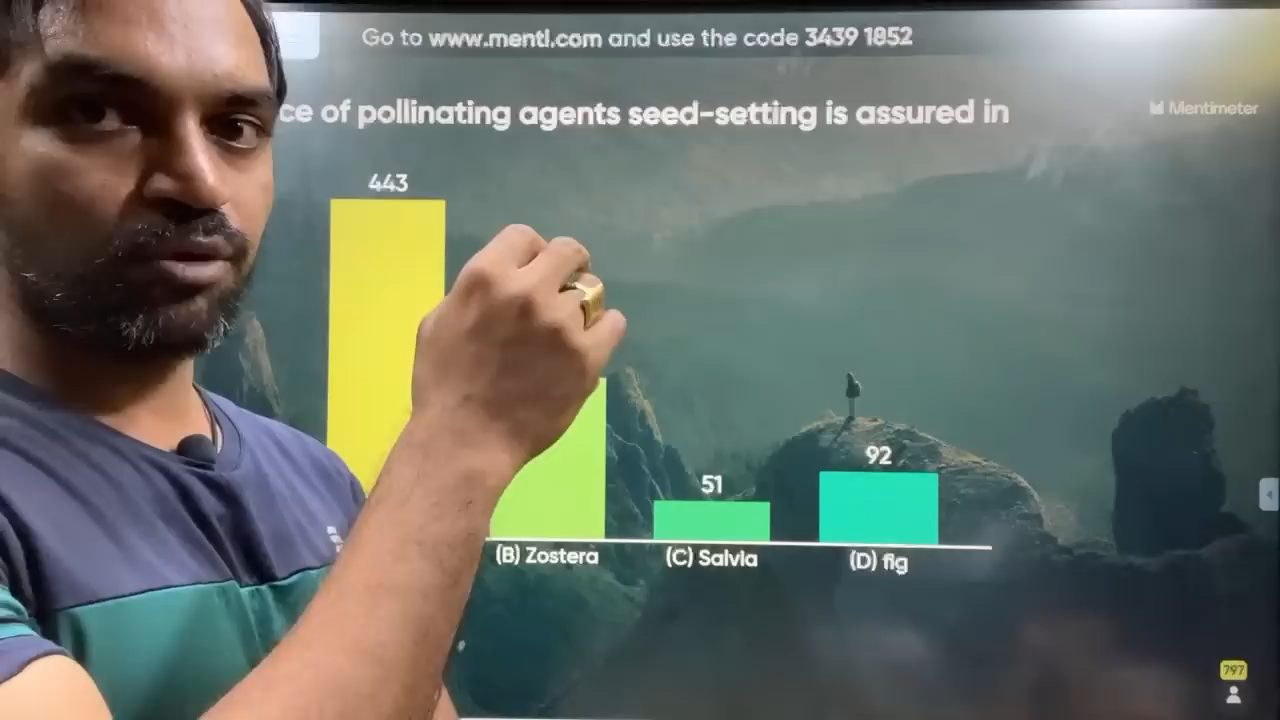 Go to www.menti.com and use the code 3439 1852
ce of pollinating agents seed-setting is assured in
Mentimeter
443
92
51
(B) Zostera
(C) Salvia
(D) fig
797